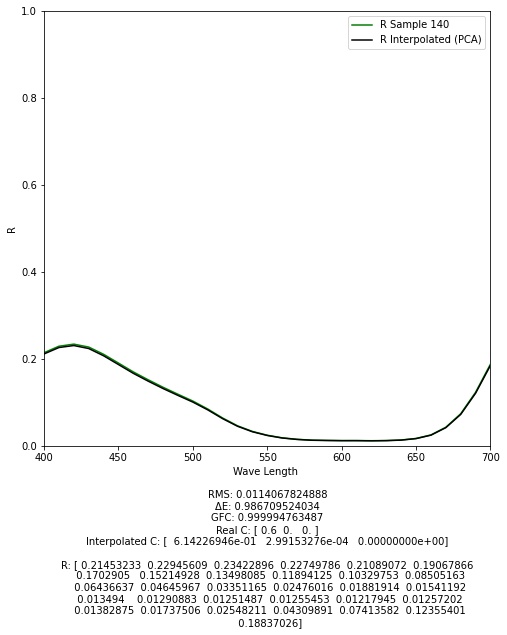 1.0
R Sample 140
R Interpolated (PCA)
0.8
0.6
R
0.4
0.2
0.0
400 450 500 550 600 650 700
Wave Length
RMS: 0.0114067824888
ΔE: 0.986709524034
GFC: 0.999994763487
Real C: [ 0.6 0. 0. ]
Interpolated C: [ 6.14226946e-01 2.99153276e-04 0.00000000e+00]
R: [ 0.21453233 0.22945609 0.23422896 0.22749786 0.21089072 0.19067866
0.1702905 0.15214928 0.13498085 0.11894125 0.10329753 0.08505163
0.06436637 0.04645967 0.03351165 0.02476016 0.01881914 0.01541192
0.013494 0.01290883 0.01251487 0.01255453 0.01217945 0.01257202
0.01382875 0.01737506 0.02548211 0.04309891 0.07413582 0.12355401
0.18837026]